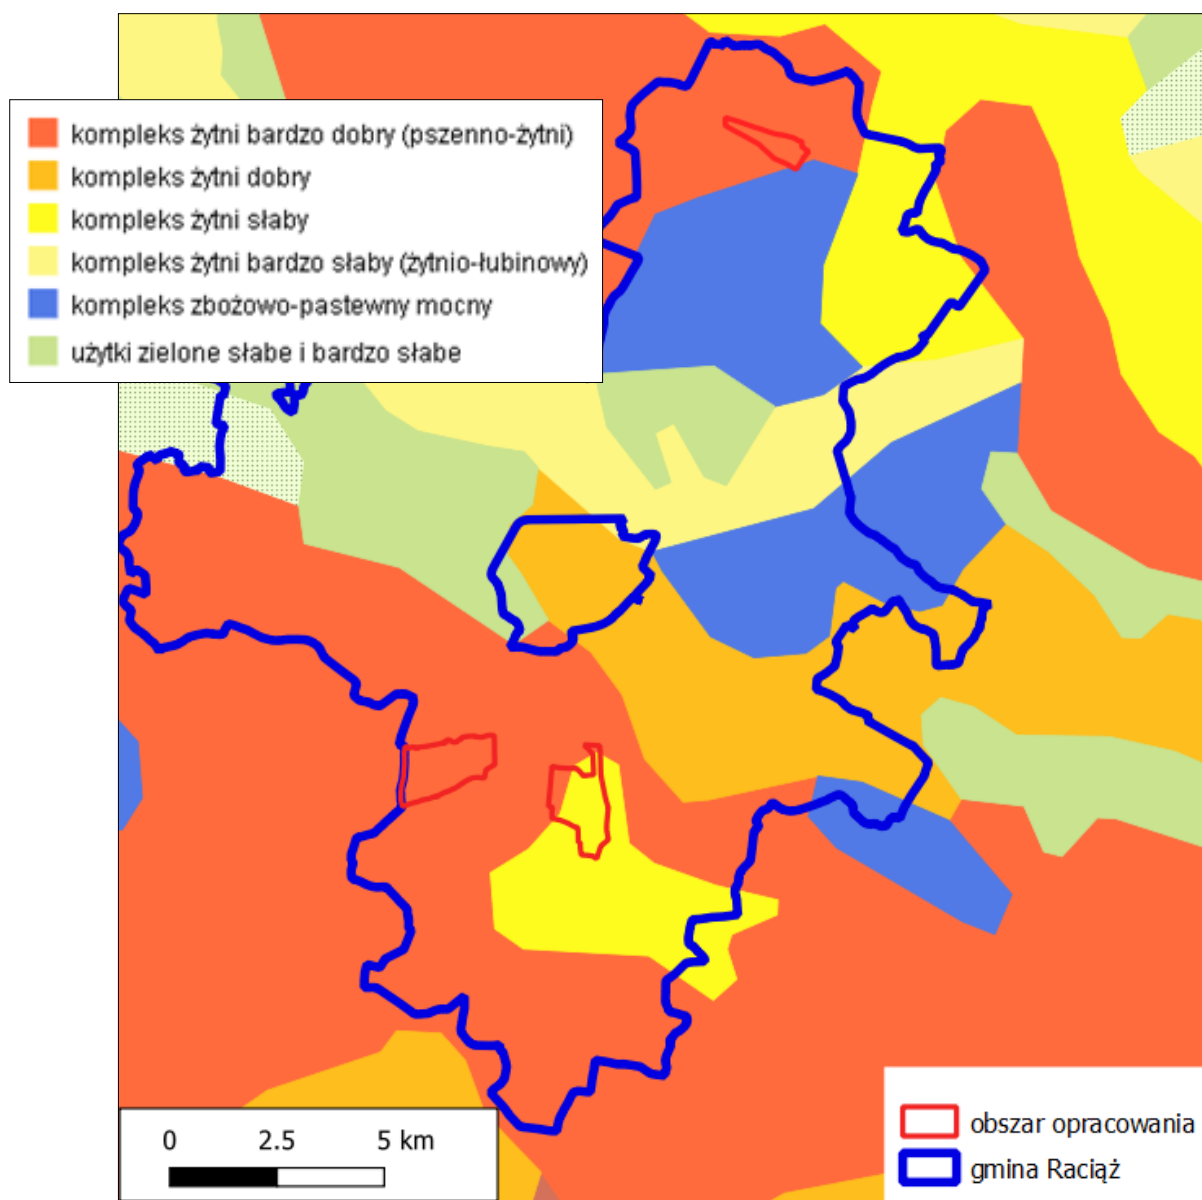 kompleks żytni bardzo dobry (pszenno-żytni)
kompleks żytni dobry
kompleks żytni słaby
kompleks żytni bardzo słaby (żytnio-łubinowy)
kompleks zbożowo-pastewny mocny
użytki zielone słabe i bardzo słabe
0 2.5 5 km
obszar opracowania
gmina Raciąż